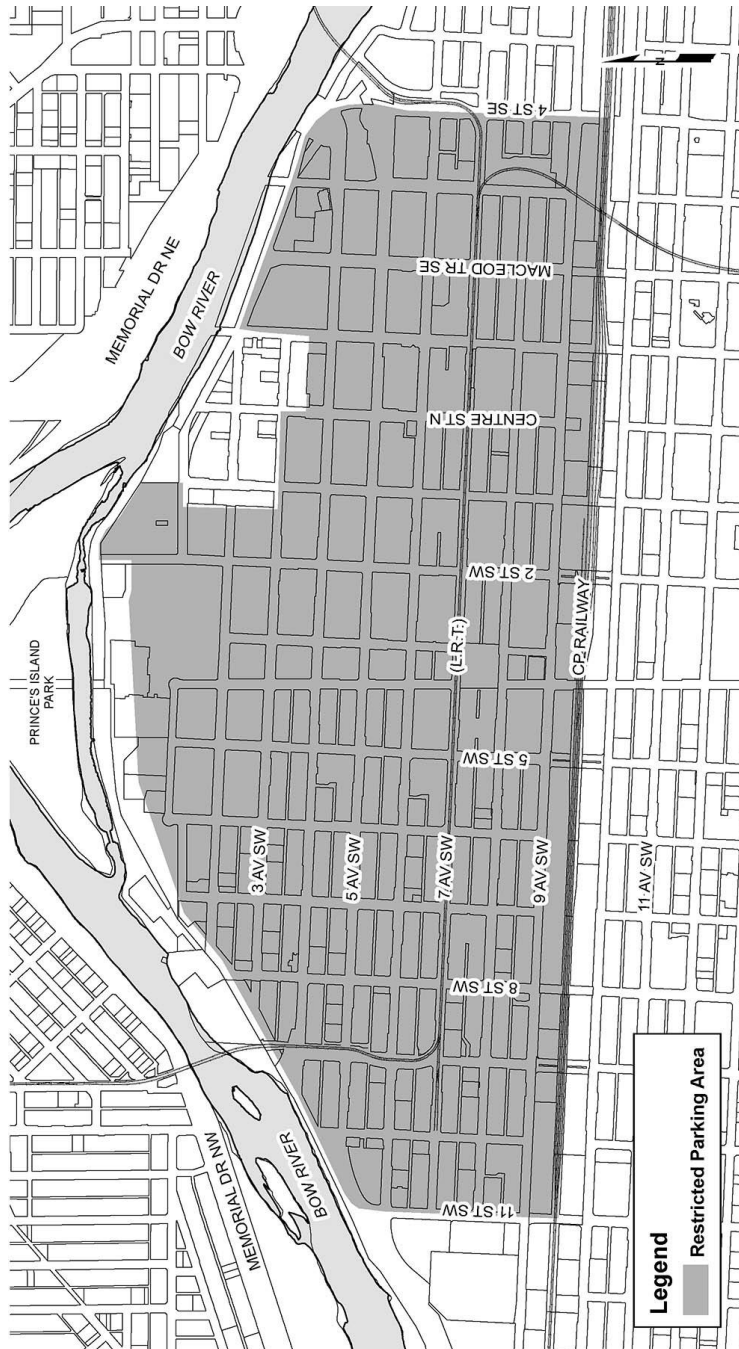 MEMORIAL DR NE
BOW RIVER
PRINCE'S ISLAND
PARK
MEMORIAL DR NW
BOW RIVER
3 AV SW
5 AV SW
7 AV SW
(L.R.T.)
9 AV SW
CP RAILWAY
11 AV SW
11 ST SW
8 ST SW
5 ST SW
2 ST SW
CENTRE ST N
MACLEOD TR SE
4 ST SE
N
Legend
Restricted Parking Area